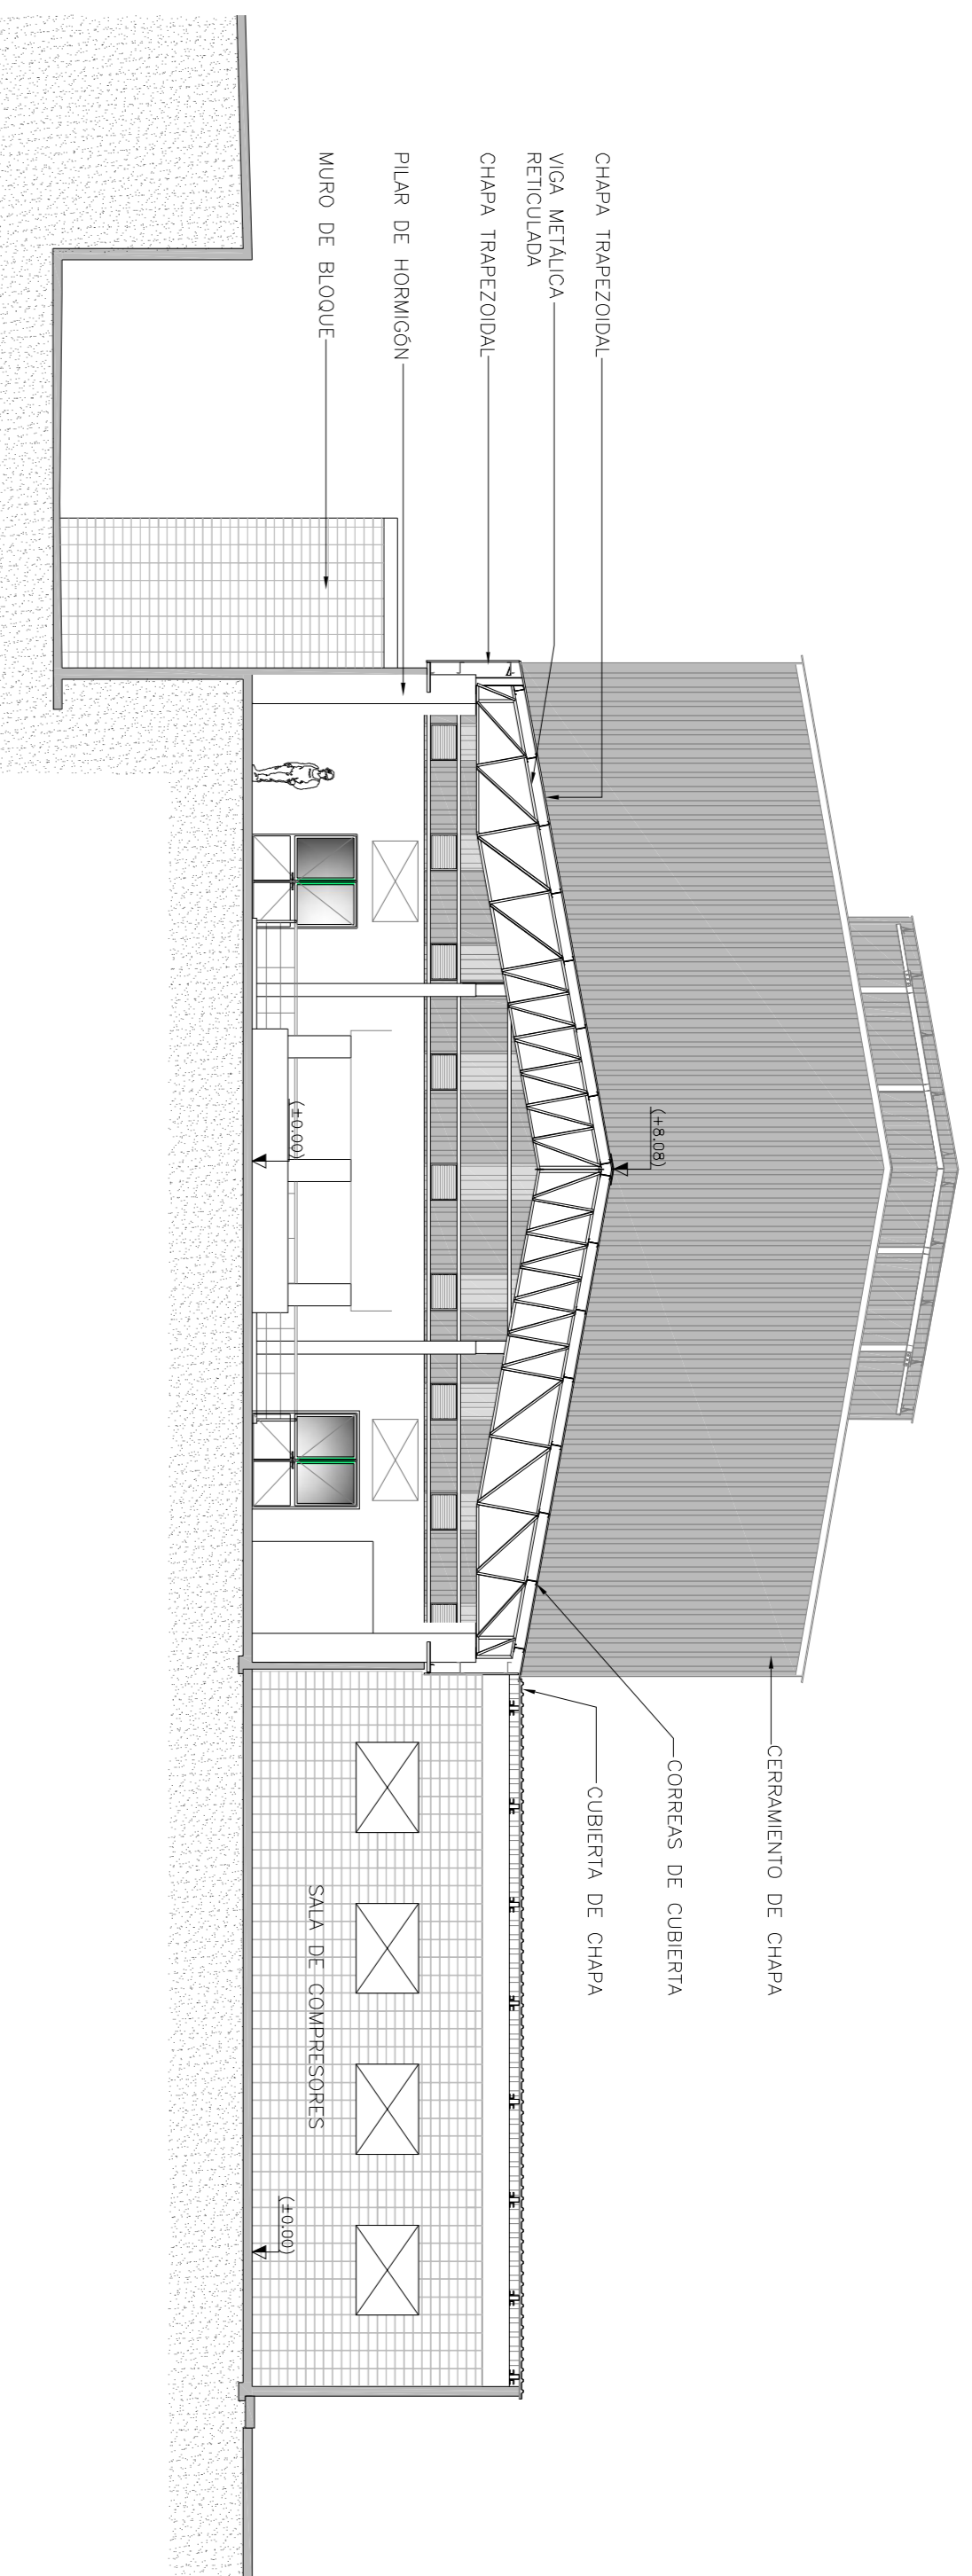 CHAPA TRAPEZOIDAL
VIGA METÁLICA
RETICULADA
CHAPA TRAPEZOIDAL
PILAR DE HORMIGÓN
MURO DE BLOQUE
(+8.08)
(±0.00)
CERRAMIENTO DE CHAPA
CORREAS DE CUBIERTA
CUBIERTA DE CHAPA
SALA DE COMPRESORES
(±0.00)